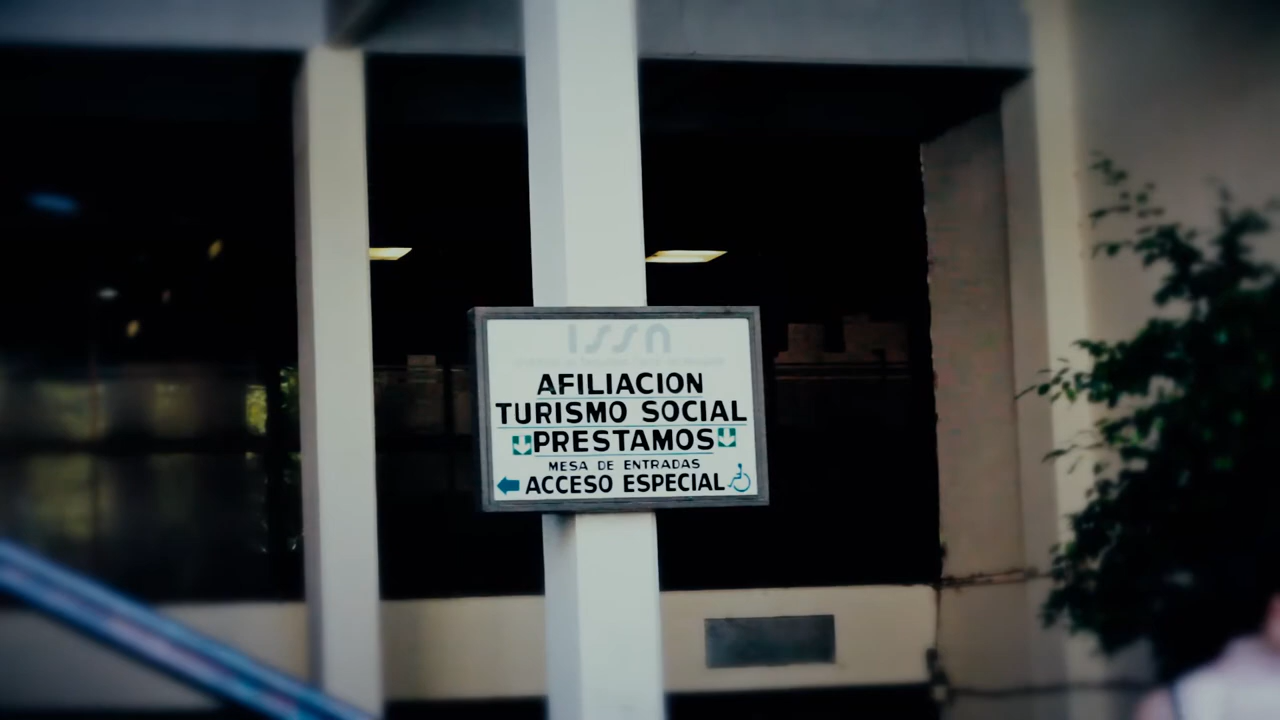 ISSN
AFILIACION
TURISMO SOCIAL
PRESTAMOS
MESA DE ENTRADAS
ACCESO ESPECIAL